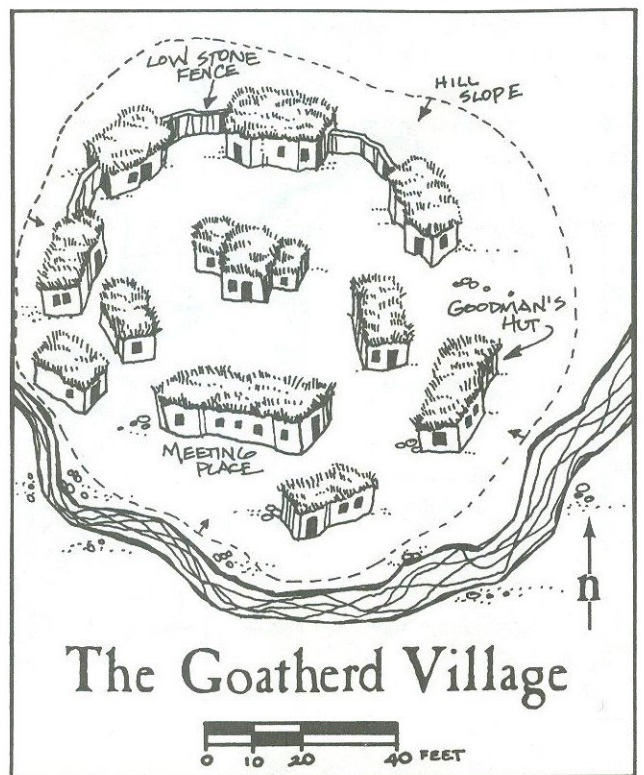 LOW STONE
FENCE
HILL
SLOPE
GOODMAN'S
HUT
MEETING
PLACE
n
The Goatherd Village
0 10 20 40 FEET